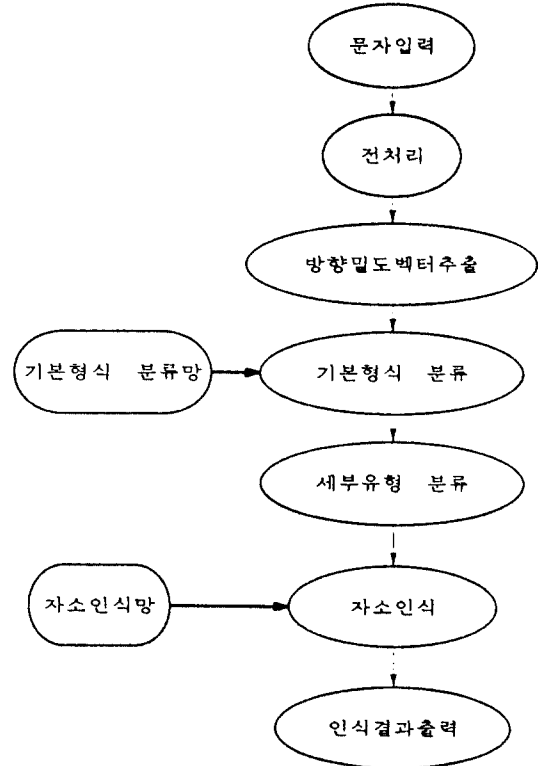 문자입력
전처리
방향밀도벡터추출
기본형식 분류망
기본형식 분류
세부유형 분류
자소인식망
자소인식
인식결과출력